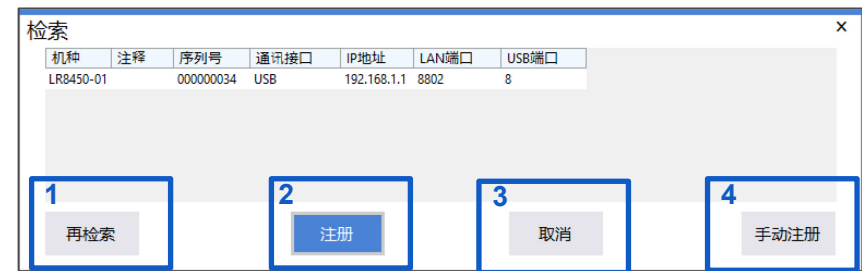 检索 ×
机种 注释 序列号 通讯接口 IP地址 LAN端口 USB端口
LR8450-01 000000034 USB 192.168.1.1 8802 8
1 2 3 4
再检索 注册 取消 手动注册